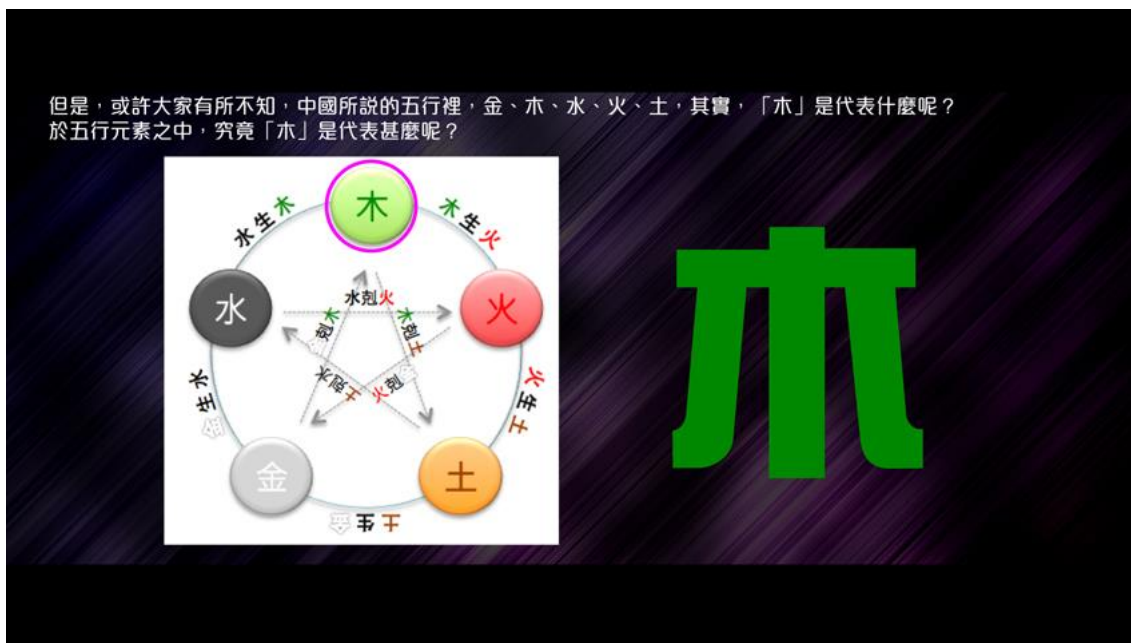 但是，或許大家有所不知，中國所説的五行裡，金、木、水、火、土，其實，「木」是代表什麼呢？
於五行元素之中，究竟「木」是代表甚麼呢？
木
水生木
木生火
水
火
水剋火
金剋木
木剋土
土剋水
火剋金
金生水
火生土
金
土
土生金
木